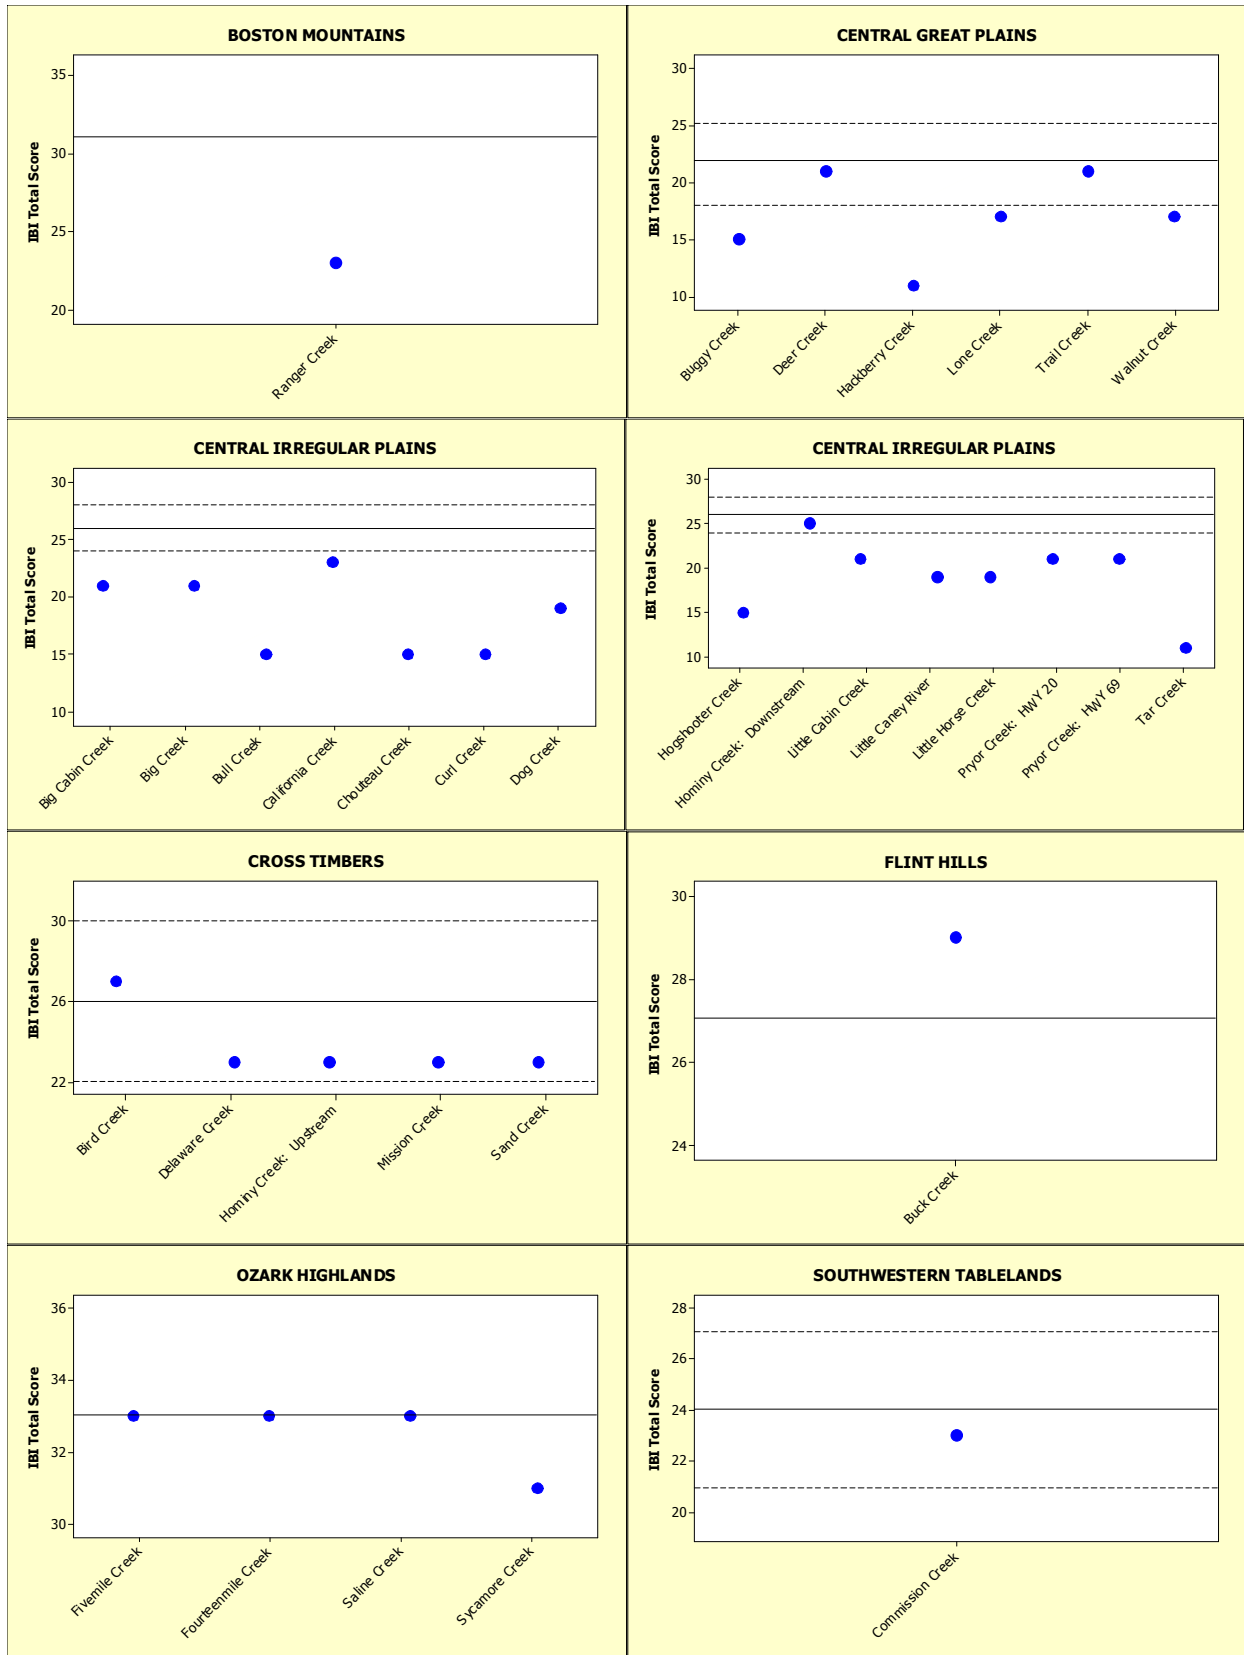 BOSTON MOUNTAINS
IBI Total Score
35
30
25
20
Ranger Creek
CENTRAL GREAT PLAINS
IBI Total Score
30
25
20
15
10
Buggy Creek
Deer Creek
Hackberry Creek
Lone Creek
Trail Creek
Walnut Creek
CENTRAL IRREGULAR PLAINS
IBI Total Score
30
25
20
15
10
Big Cabin Creek
Big Creek
Bull Creek
California Creek
Chouteau Creek
Curl Creek
Dog Creek
CENTRAL IRREGULAR PLAINS
IBI Total Score
30
25
20
15
10
Hogshooter Creek
Hominy Creek: Downstream
Little Cabin Creek
Little Caney River
Little Horse Creek
Pryor Creek: HWY 20
Pryor Creek: HWY 69
Tar Creek
CROSS TIMBERS
IBI Total Score
30
26
22
Bird Creek
Delaware Creek
Hominy Creek: Upstream
Mission Creek
Sand Creek
FLINT HILLS
IBI Total Score
30
28
26
24
Buck Creek
OZARK HIGHLANDS
IBI Total Score
36
34
32
30
Fivemile Creek
Fourteenmile Creek
Saline Creek
Sycamore Creek
SOUTHWESTERN TABLELANDS
IBI Total Score
28
26
24
22
20
Commission Creek